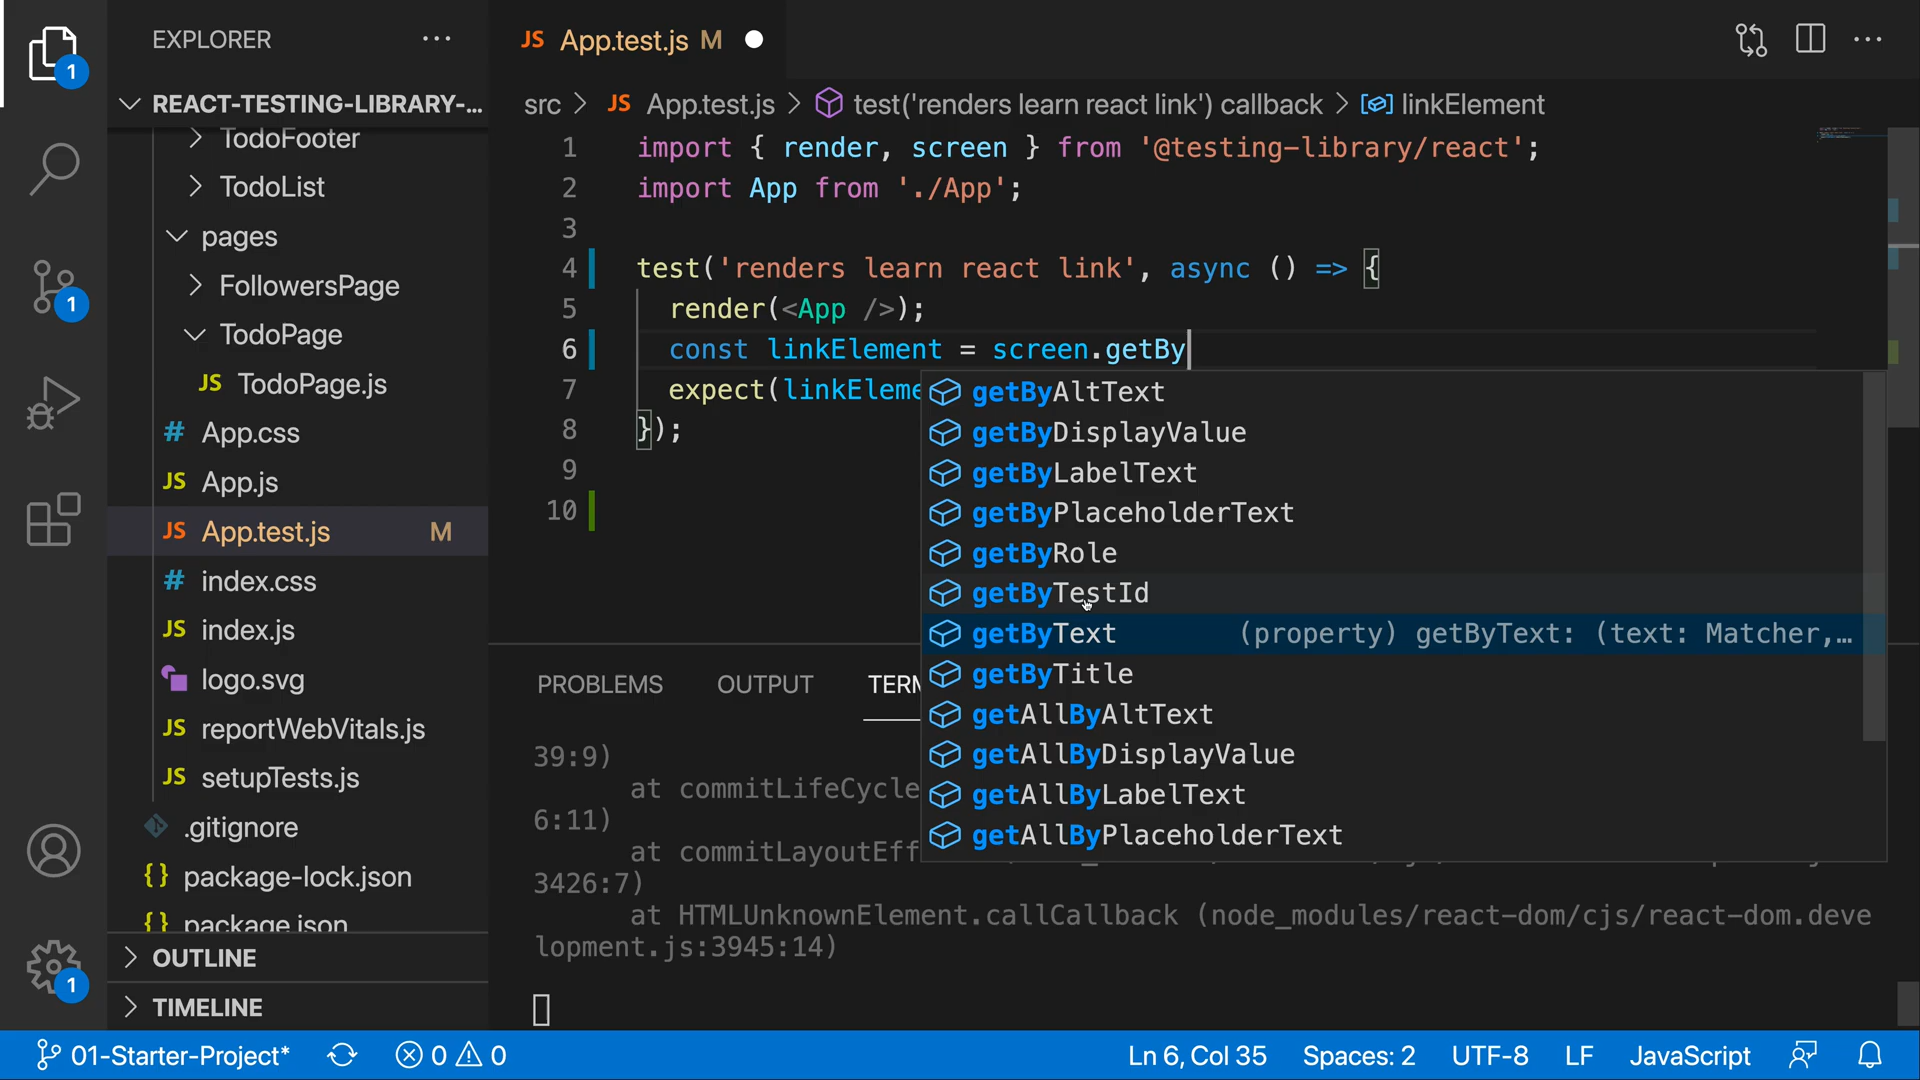 EXPLORER
JS App.test.js M
REACT-TESTING-LIBRARY-...
src > JS App.test.js > test('renders learn react link') callback > linkElement
TodoFooter
TodoList
pages
FollowersPage
TodoPage
JS TodoPage.js
# App.css
JS App.js
JS App.test.js M
# index.css
JS index.js
logo.svg
JS reportWebVitals.js
JS setupTests.js
.gitignore
{} package-lock.json
{} package.json
OUTLINE
TIMELINE
1 import { render, screen } from '@testing-library/react';
2 import App from './App';
3
4 test('renders learn react link', async () => {
5 render(<App />);
6 const linkElement = screen.getBy
7 expect(linkEleme
8 });
9
10
getByAltText
getByDisplayValue
getByLabelText
getByPlaceholderText
getByRole
getByTestId
getByText (property) getByText: (text: Matcher,…
getByTitle
getAllByAltText
getAllByDisplayValue
getAllByLabelText
getAllByPlaceholderText
PROBLEMS OUTPUT TERM
39:9)
at commitLifeCycle
6:11)
at commitLayoutEff
3426:7)
at HTMLUnknownElement.callCallback (node_modules/react-dom/cjs/react-dom.deve
lopment.js:3945:14)
1
1
1
01-Starter-Project* 0 0 Ln 6, Col 35 Spaces: 2 UTF-8 LF JavaScript